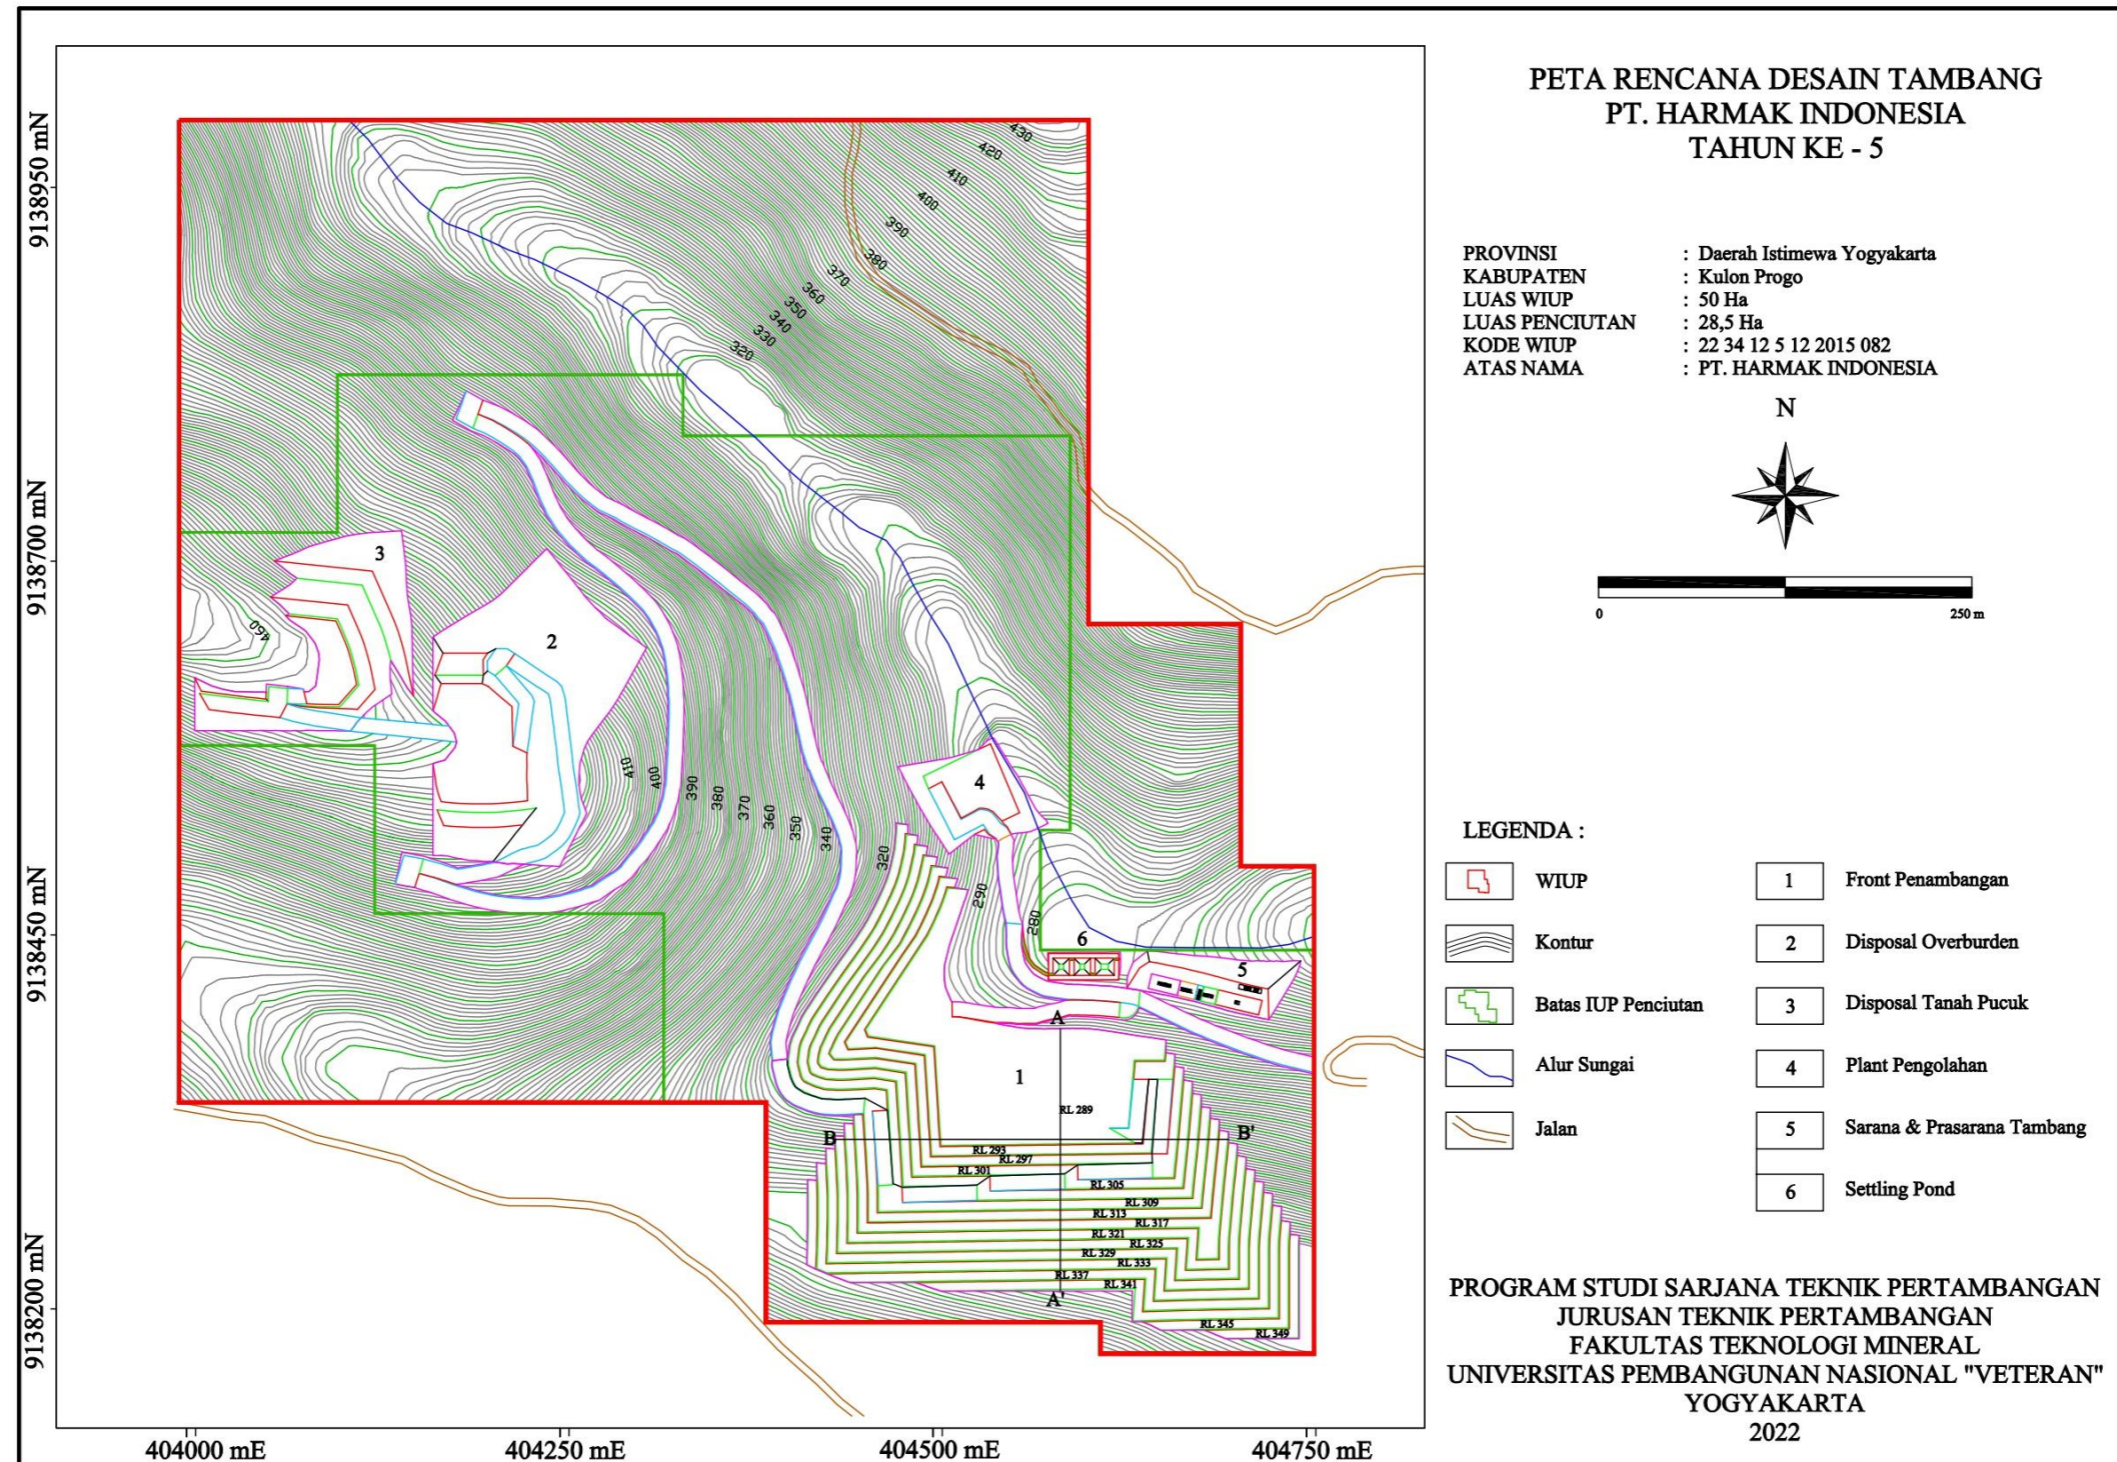 PETA RENCANA DESAIN TAMBANG
PT. HARMAK INDONESIA
TAHUN KE - 5
PROVINSI : Daerah Istimewa Yogyakarta
KABUPATEN : Kulon Progo
LUAS WIUP : 50 Ha
LUAS PENCIUTAN : 28,5 Ha
KODE WIUP : 22 34 12 5 12 2015 082
ATAS NAMA : PT. HARMAK INDONESIA
N
0 250 m
LEGENDA :
WIUP
Kontur
Batas IUP Penciutan
Alur Sungai
Jalan
1 Front Penambangan
2 Disposal Overburden
3 Disposal Tanah Pucuk
4 Plant Pengolahan
5 Sarana & Prasarana Tambang
6 Settling Pond
PROGRAM STUDI SARJANA TEKNIK PERTAMBANGAN
JURUSAN TEKNIK PERTAMBANGAN
FAKULTAS TEKNOLOGI MINERAL
UNIVERSITAS PEMBANGUNAN NASIONAL "VETERAN"
YOGYAKARTA
2022
9138950 mN
9138700 mN
9138450 mN
9138200 mN
404000 mE
404250 mE
404500 mE
404750 mE
430
420
410
400
390
380
370
360
350
340
330
320
3
460
2
410
400
390
380
370
360
350
340
320
290
280
4
6
5
A
1
RL 289
B
B'
RL 293
RL 297
RL 301
RL 305
RL 309
RL 313
RL 317
RL 321
RL 325
RL 329
RL 333
RL 337
RL 341
A'
RL 345
RL 349